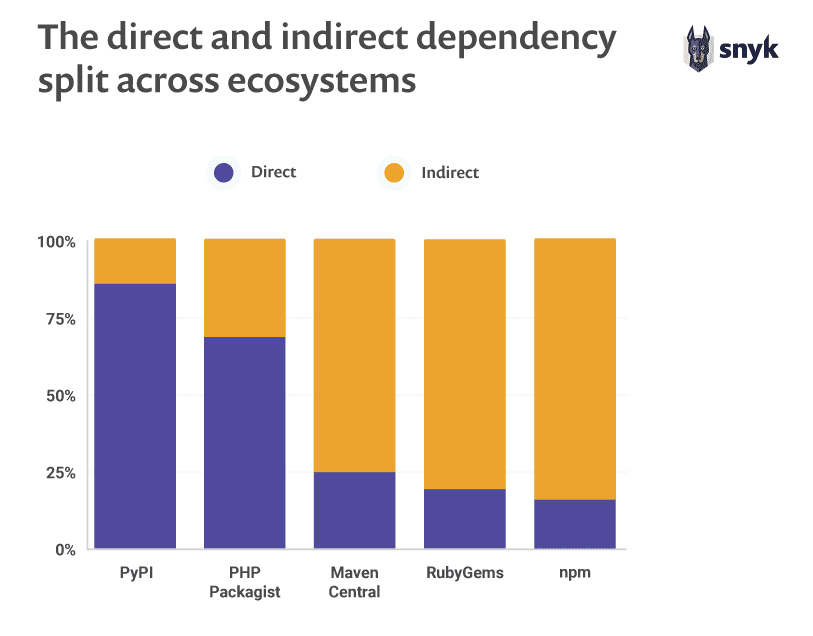 The direct and indirect dependency
split across ecosystems
snyk
Direct
Indirect
100%
75%
50%
25%
0%
PyPI
PHP
Packagist
Maven
Central
RubyGems
npm